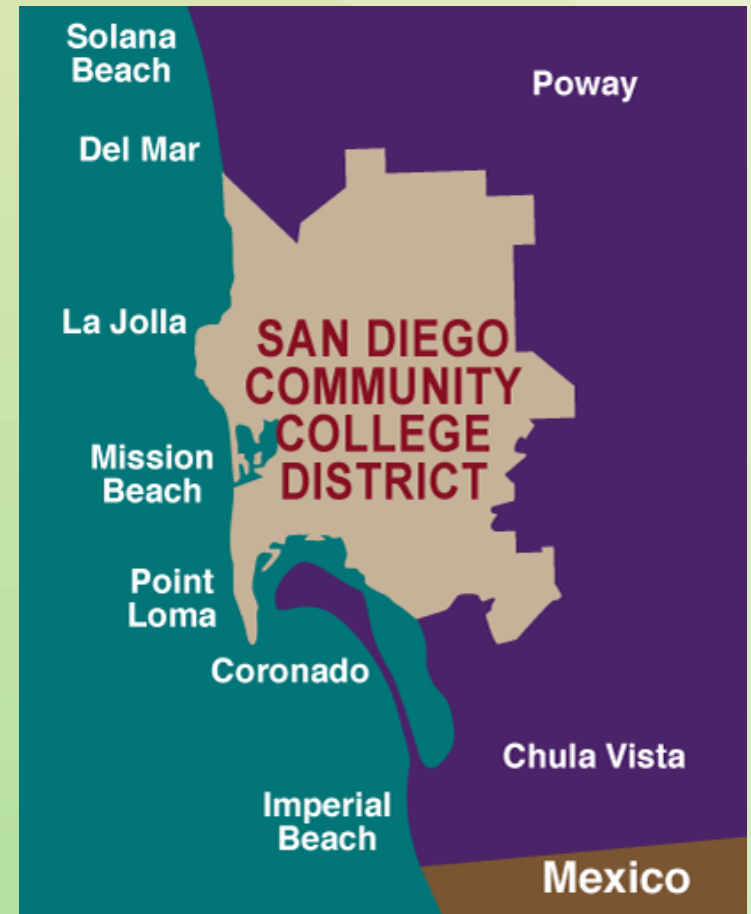 Solana
Beach
Poway
Del Mar
La Jolla
SAN DIEGO
COMMUNITY
COLLEGE
DISTRICT
Mission
Beach
Point
Loma
Coronado
Chula Vista
Imperial
Beach
Mexico